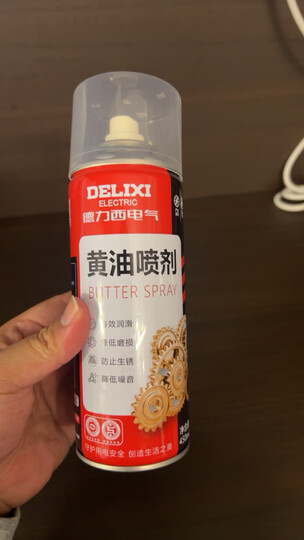 DELIXI
ELECTRIC
德力西电气
黄油喷剂
BUTTER SPRAY
高效润滑
降低磨损
防止生锈
降低噪音
守护用电安全 创造生活之美